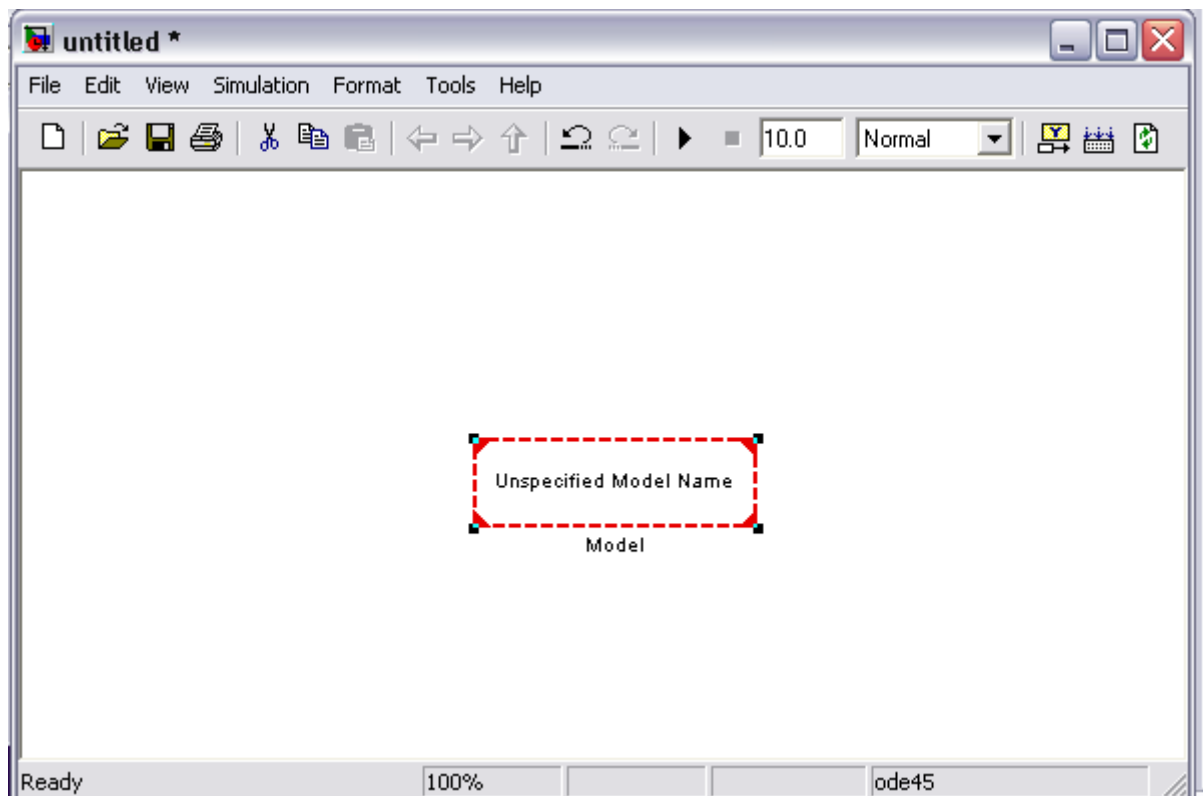 untitled *
File Edit View Simulation Format Tools Help
10.0 Normal
Unspecified Model Name
Model
Ready 100% ode45